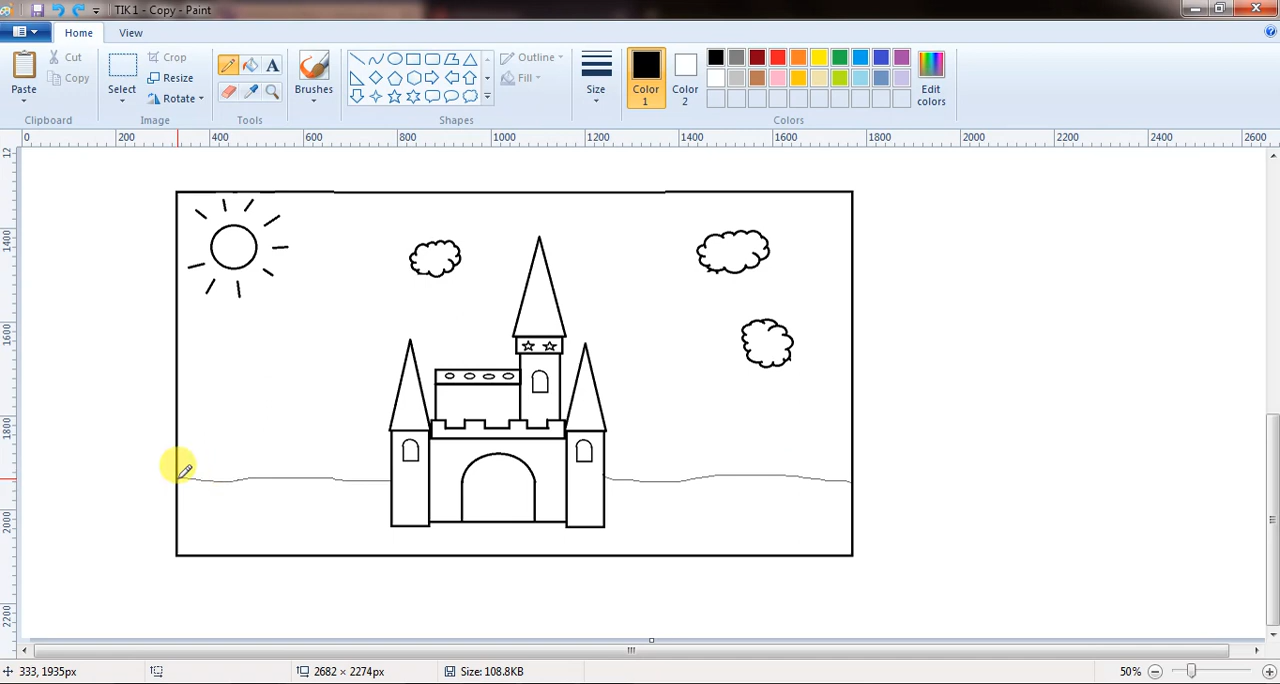 TIK1 - Copy - Paint
Home View
Cut
Copy
Paste
Clipboard
Crop
Resize
Rotate
Select
Image
A
Tools
Brushes
Outline
Fill
Shapes
Size
Color 1
Color 2
Edit colors
Colors
0 200 400 600 800 1000 1200 1400 1600 1800 2000 2200 2400 2600
12
1400
1600
1800
2000
2200
333, 1935px
2682 × 2274px
Size: 108.8KB
50%